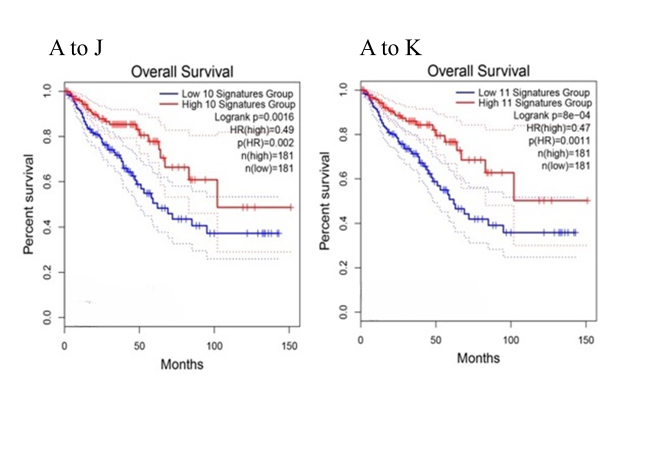 A to J
Overall Survival
Low 10 Signatures Group
High 10 Signatures Group
Logrank p=0.0016
HR(high)=0.49
p(HR)=0.002
n(high)=181
n(low)=181
Percent survival
1.0
0.8
0.6
0.4
0.2
0.0
0
50
100
150
Months
A to K
Overall Survival
Low 11 Signatures Group
High 11 Signatures Group
Logrank p=8e−04
HR(high)=0.47
p(HR)=0.0011
n(high)=181
n(low)=181
Percent survival
1.0
0.8
0.6
0.4
0.2
0.0
0
50
100
150
Months